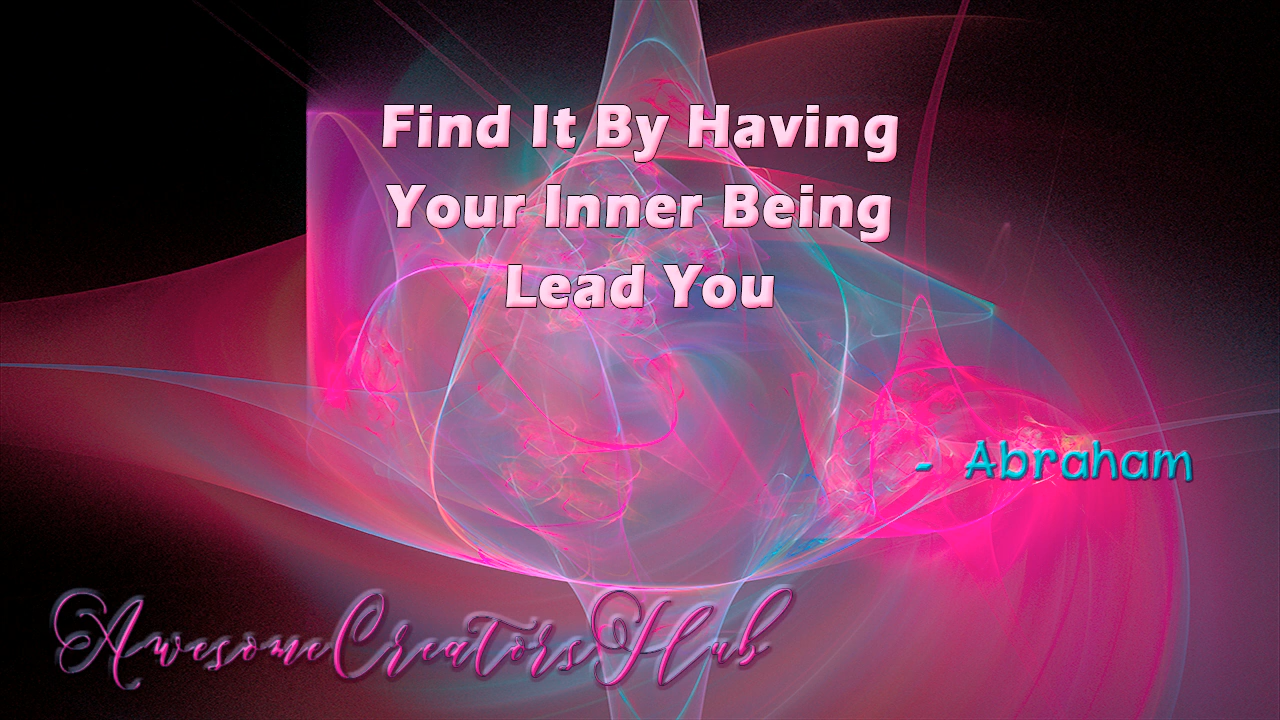 Find It By Having
Your Inner Being
Lead You
- Abraham
AwesomeCreatorsHub